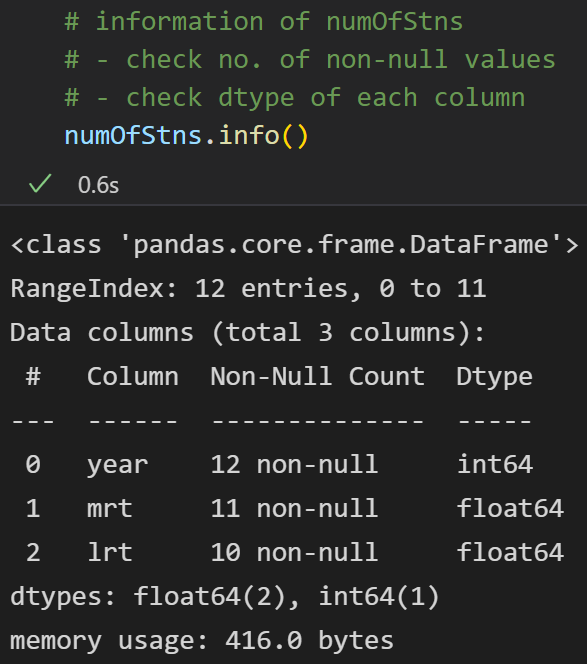 # information of numOfStns
# - check no. of non-null values
# - check dtype of each column
numOfStns.info()
0.6s
<class 'pandas.core.frame.DataFrame'>
RangeIndex: 12 entries, 0 to 11
Data columns (total 3 columns):
 #   Column  Non-Null Count  Dtype
---  ------  --------------  -----
 0   year    12 non-null     int64
 1   mrt     11 non-null     float64
 2   lrt     10 non-null     float64
dtypes: float64(2), int64(1)
memory usage: 416.0 bytes